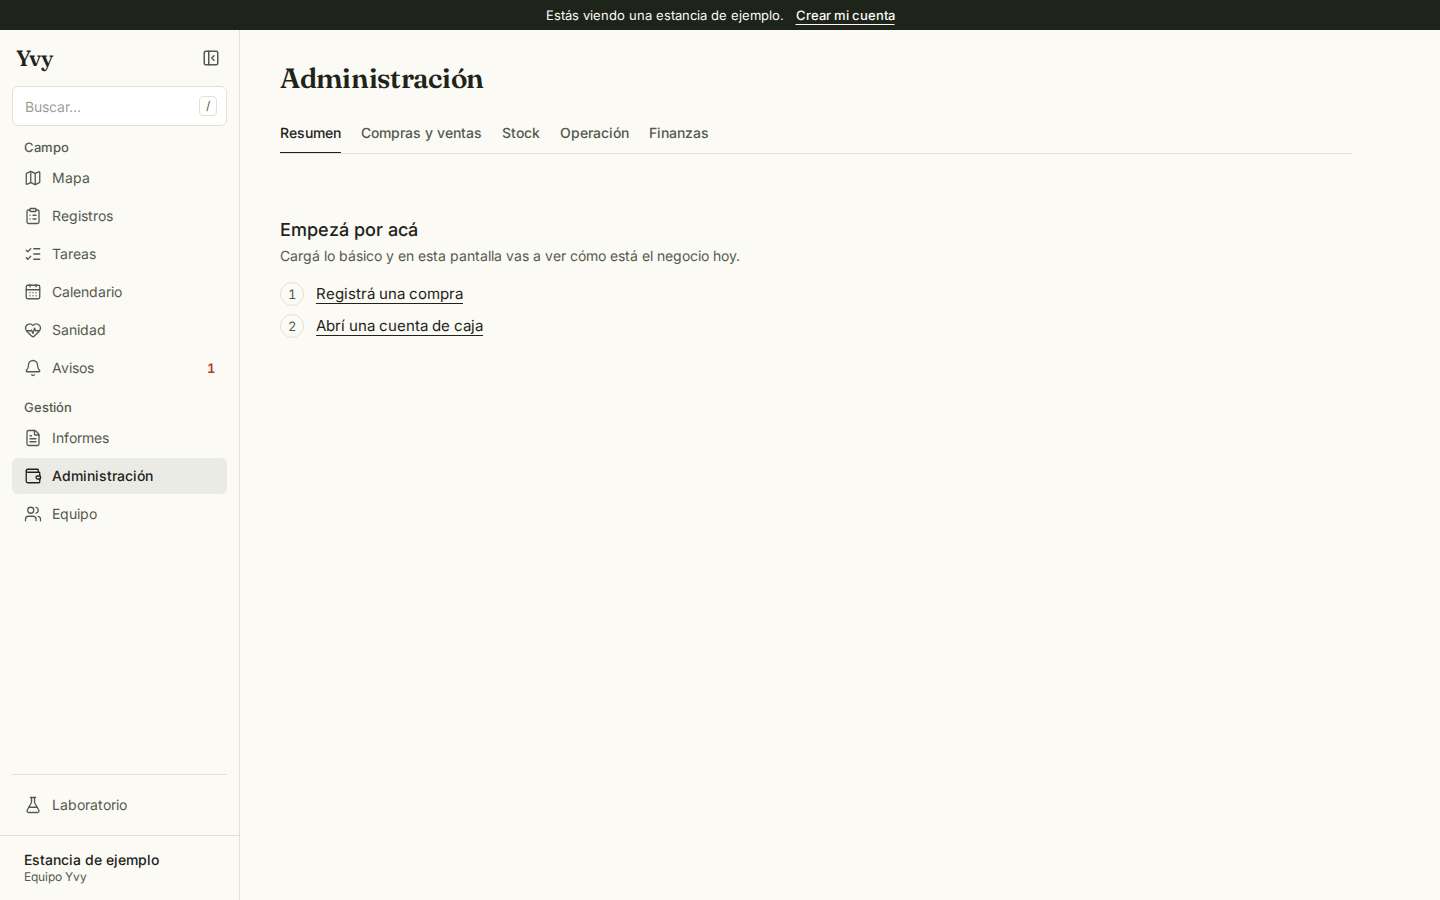 Estás viendo una estancia de ejemplo. Crear mi cuenta
Yvy
Buscar... /
Campo
Mapa
Registros
Tareas
Calendario
Sanidad
Avisos 1
Gestión
Informes
Administración
Equipo
Laboratorio
Estancia de ejemplo
Equipo Yvy
Administración
Resumen Compras y ventas Stock Operación Finanzas
Empezá por acá
Cargá lo básico y en esta pantalla vas a ver cómo está el negocio hoy.
1 Registrá una compra
2 Abrí una cuenta de caja